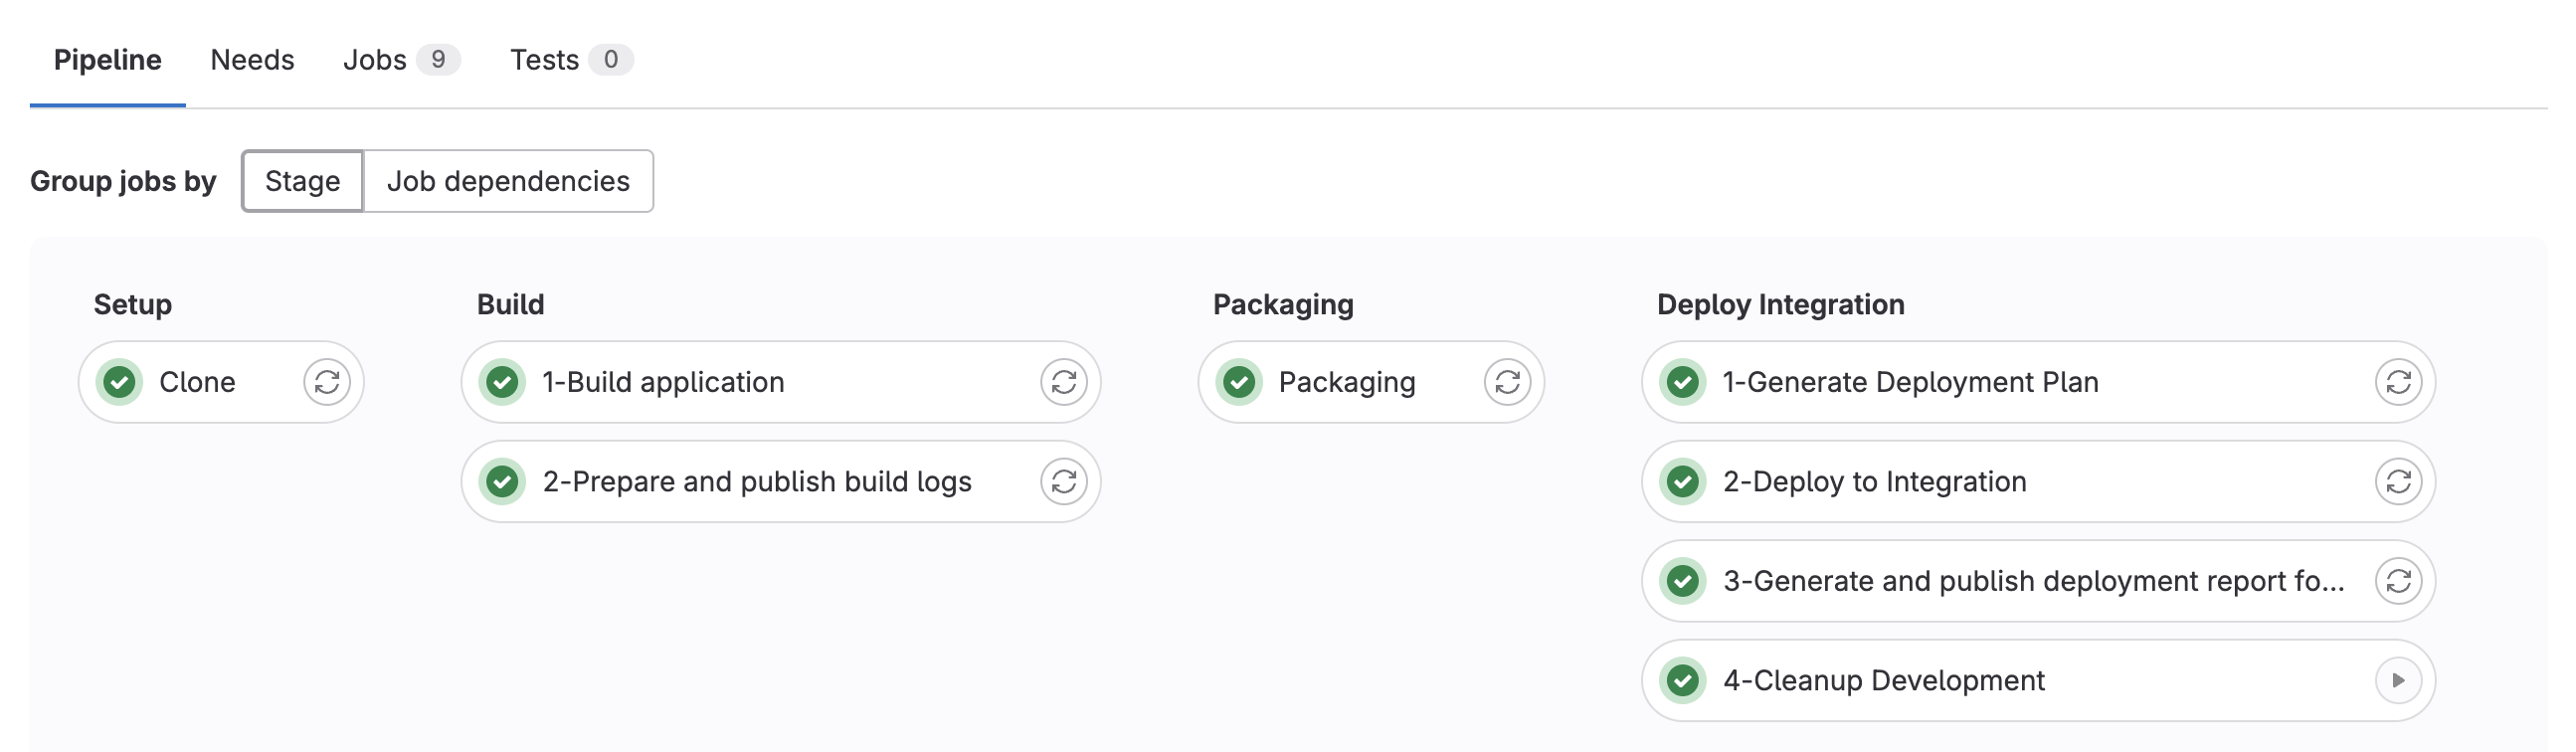 Pipeline Needs Jobs 9 Tests 0
Group jobs by Stage Job dependencies
Setup
Clone
Build
1-Build application
2-Prepare and publish build logs
Packaging
Packaging
Deploy Integration
1-Generate Deployment Plan
2-Deploy to Integration
3-Generate and publish deployment report fo...
4-Cleanup Development